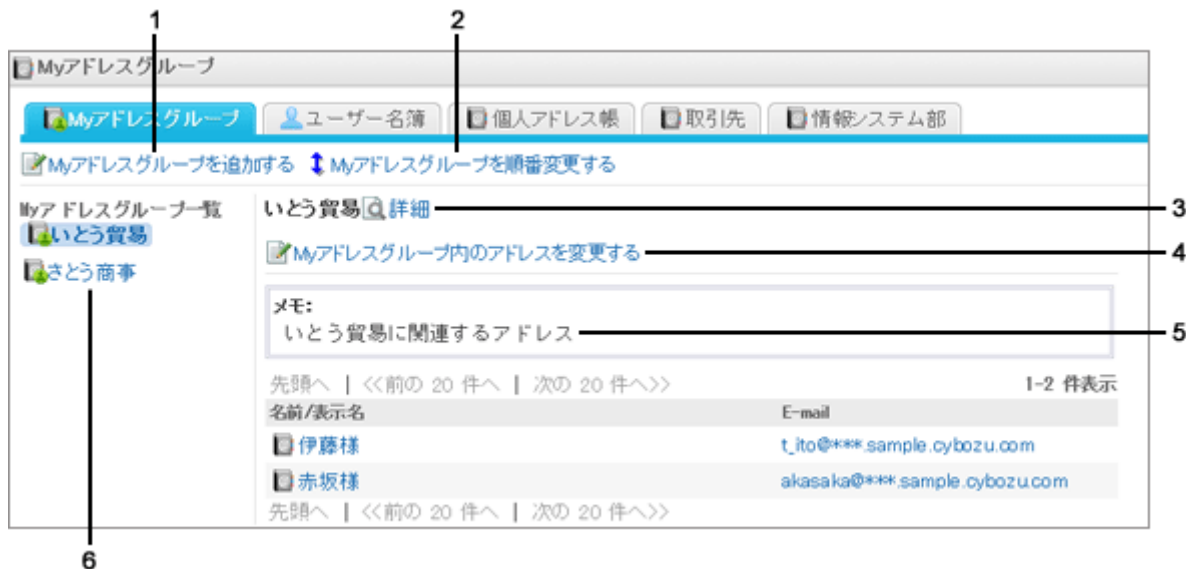 1 2
Myアドレスグループ
Myアドレスグループ ユーザー名簿 個人アドレス帳 取引先 情報システム部
Myアドレスグループを追加する Myアドレスグループを順番変更する
Myアドレスグループ一覧
いとう貿易
さとう商事
いとう貿易 詳細 3
Myアドレスグループ内のアドレスを変更する 4
メモ:
いとう貿易に関連するアドレス 5
先頭へ | <<前の 20 件へ | 次の 20 件へ>> 1-2 件表示
名前/表示名 E-mail
伊藤様 t_ito@***.sample.cybozu.com
赤坂様 akasaka@***.sample.cybozu.com
先頭へ | <<前の 20 件へ | 次の 20 件へ>>
6